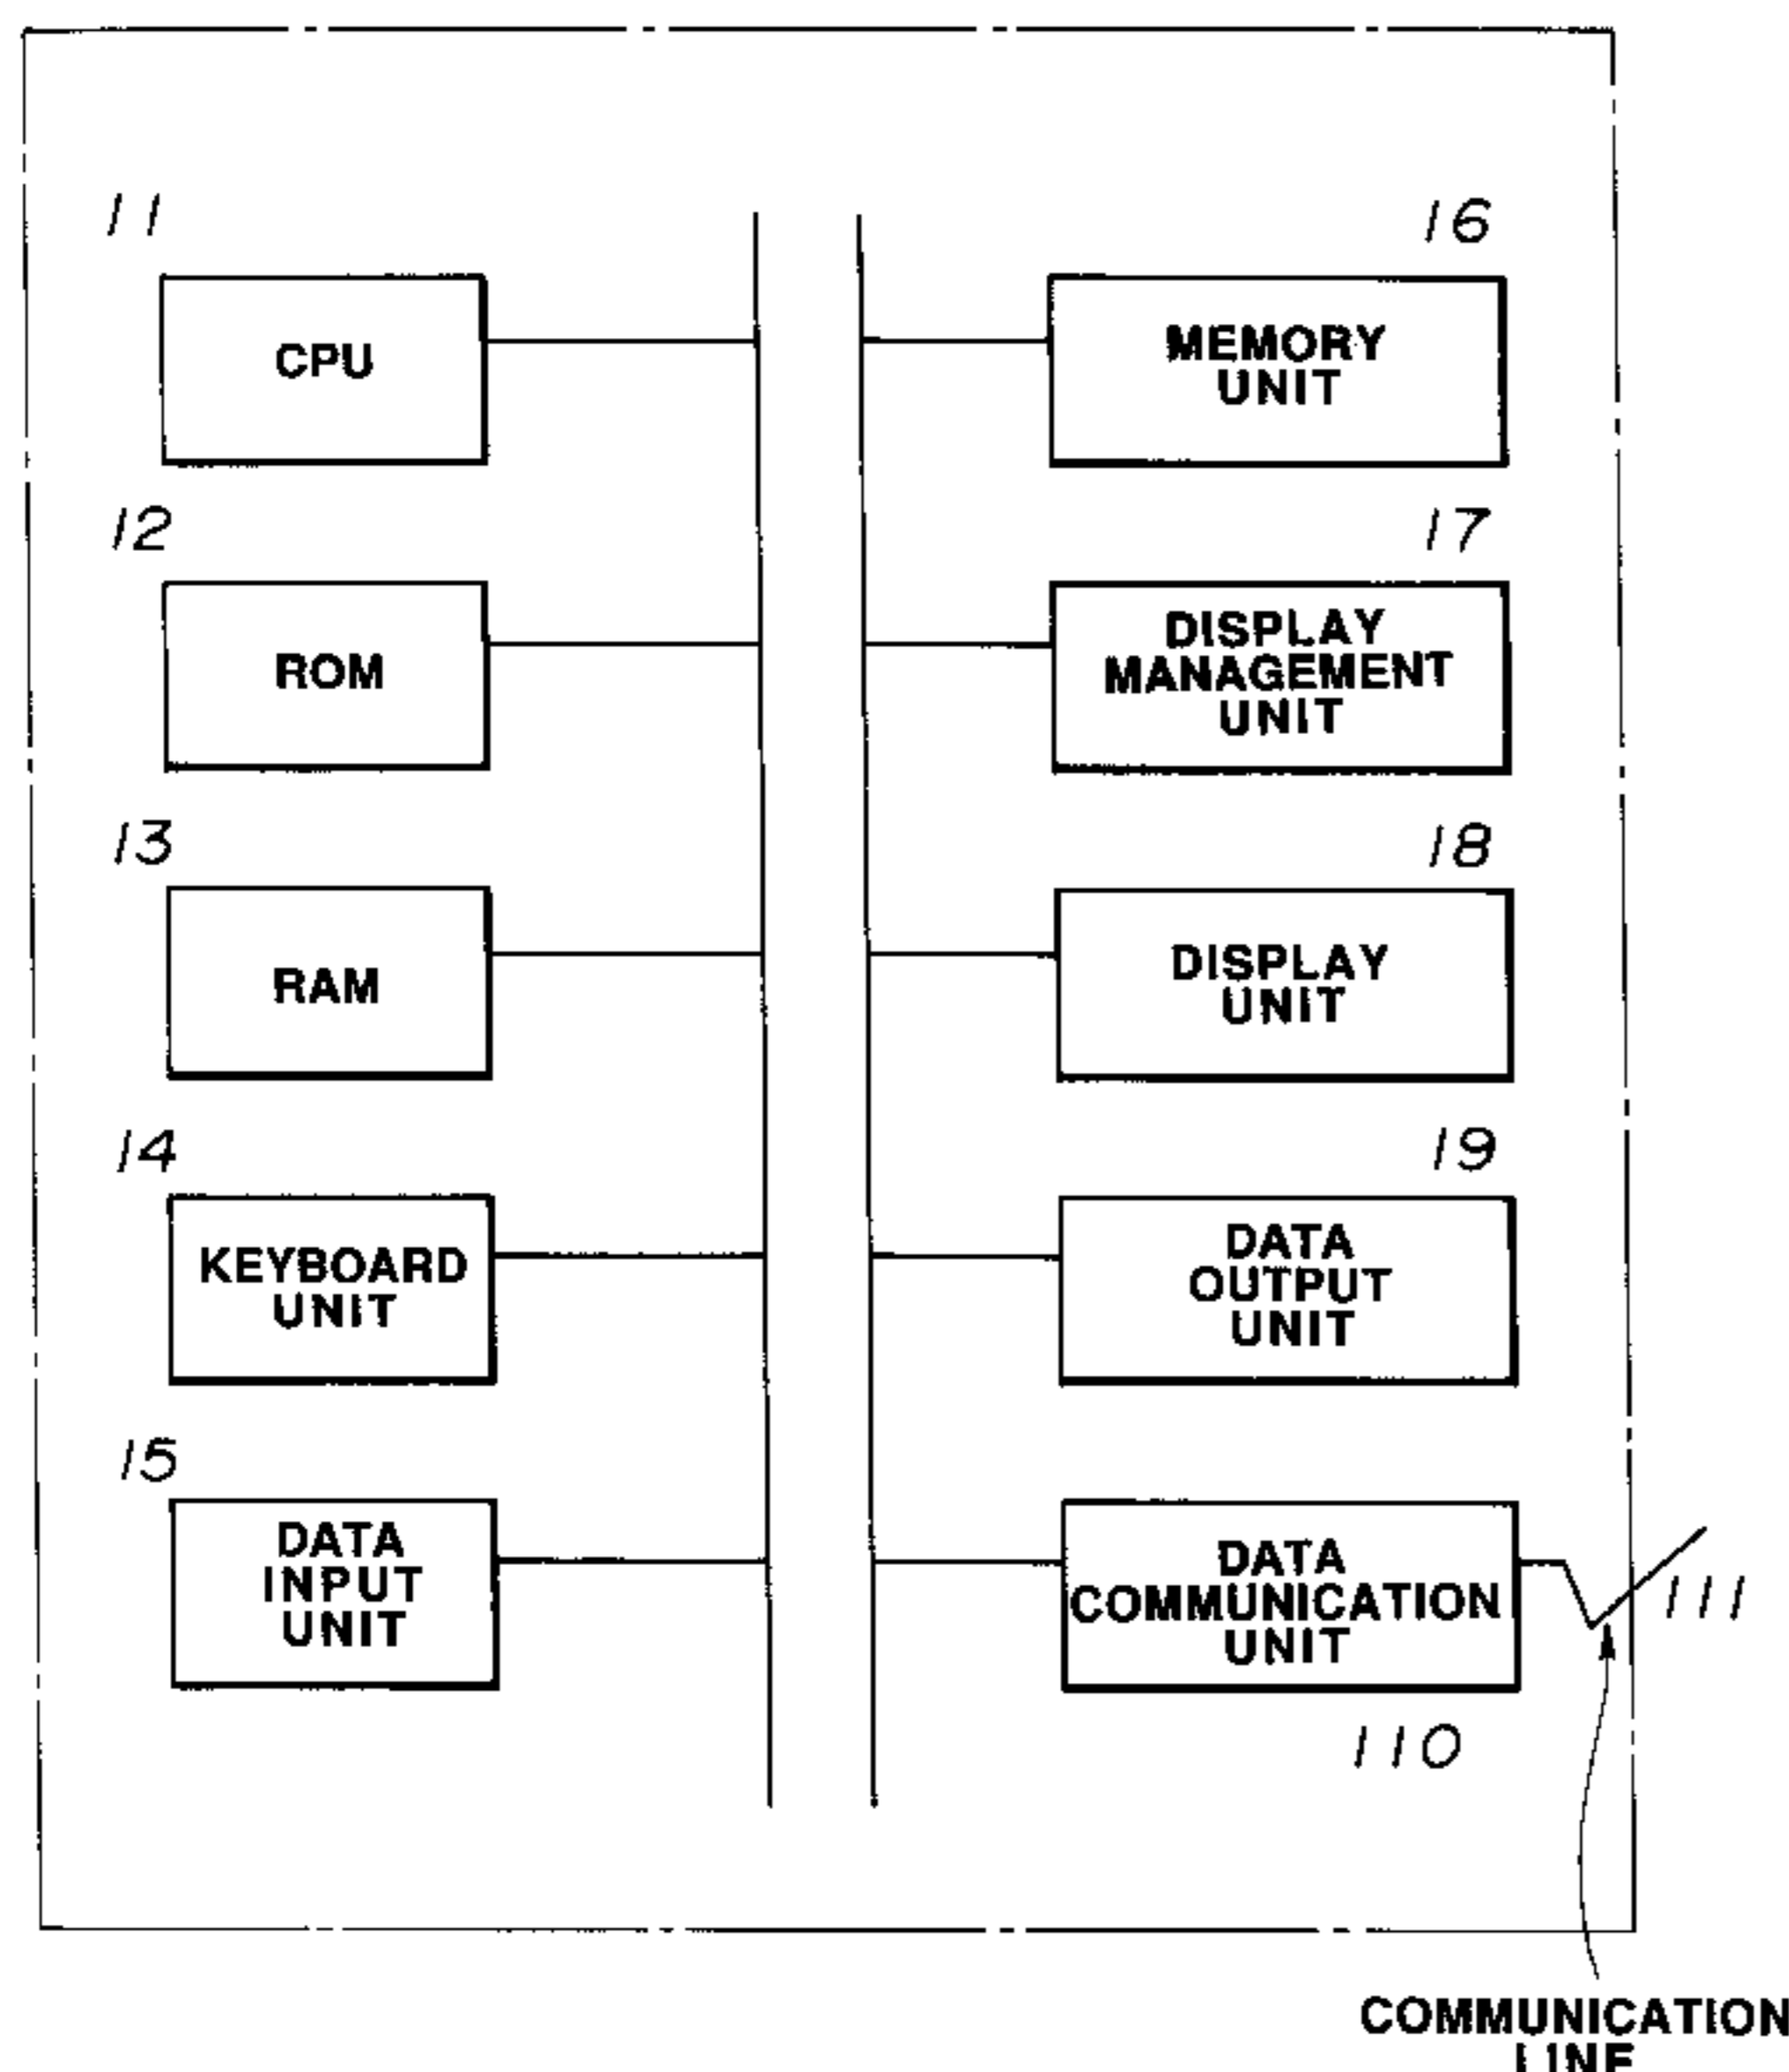 11
CPU
12
ROM
13
RAM
14
KEYBOARD
UNIT
15
DATA
INPUT
UNIT
16
MEMORY
UNIT
17
DISPLAY
MANAGEMENT
UNIT
18
DISPLAY
UNIT
19
DATA
OUTPUT
UNIT
DATA
COMMUNICATION
UNIT
110
111
COMMUNICATION
LINE